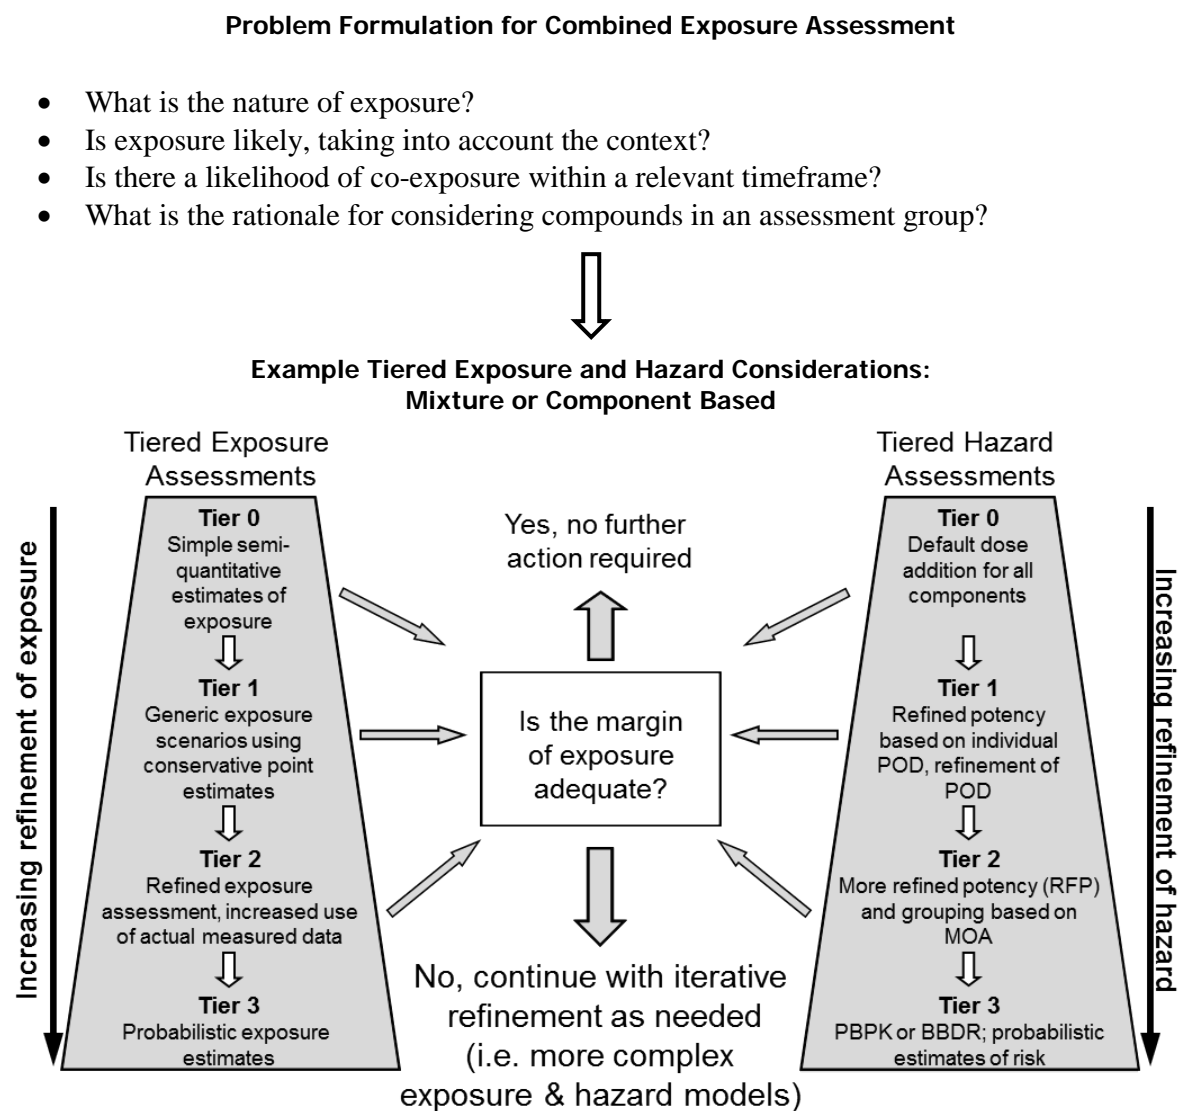 Problem Formulation for Combined Exposure Assessment
• What is the nature of exposure?
• Is exposure likely, taking into account the context?
• Is there a likelihood of co-exposure within a relevant timeframe?
• What is the rationale for considering compounds in an assessment group?
Example Tiered Exposure and Hazard Considerations:
Mixture or Component Based
Tiered Exposure
Assessments
Increasing refinement of exposure
Tier 0
Simple semi-
quantitative
estimates of
exposure
Tier 1
Generic exposure
scenarios using
conservative point
estimates
Tier 2
Refined exposure
assessment, increased use
of actual measured data
Tier 3
Probabilistic exposure
estimates
Yes, no further
action required
Is the margin
of exposure
adequate?
No, continue with iterative
refinement as needed
(i.e. more complex
exposure & hazard models)
Tiered Hazard
Assessments
Tier 0
Default dose
addition for all
components
Tier 1
Refined potency
based on individual
POD, refinement of
POD
Tier 2
More refined potency (RFP)
and grouping based on
MOA
Tier 3
PBPK or BBDR; probabilistic
estimates of risk
Increasing refinement of hazard